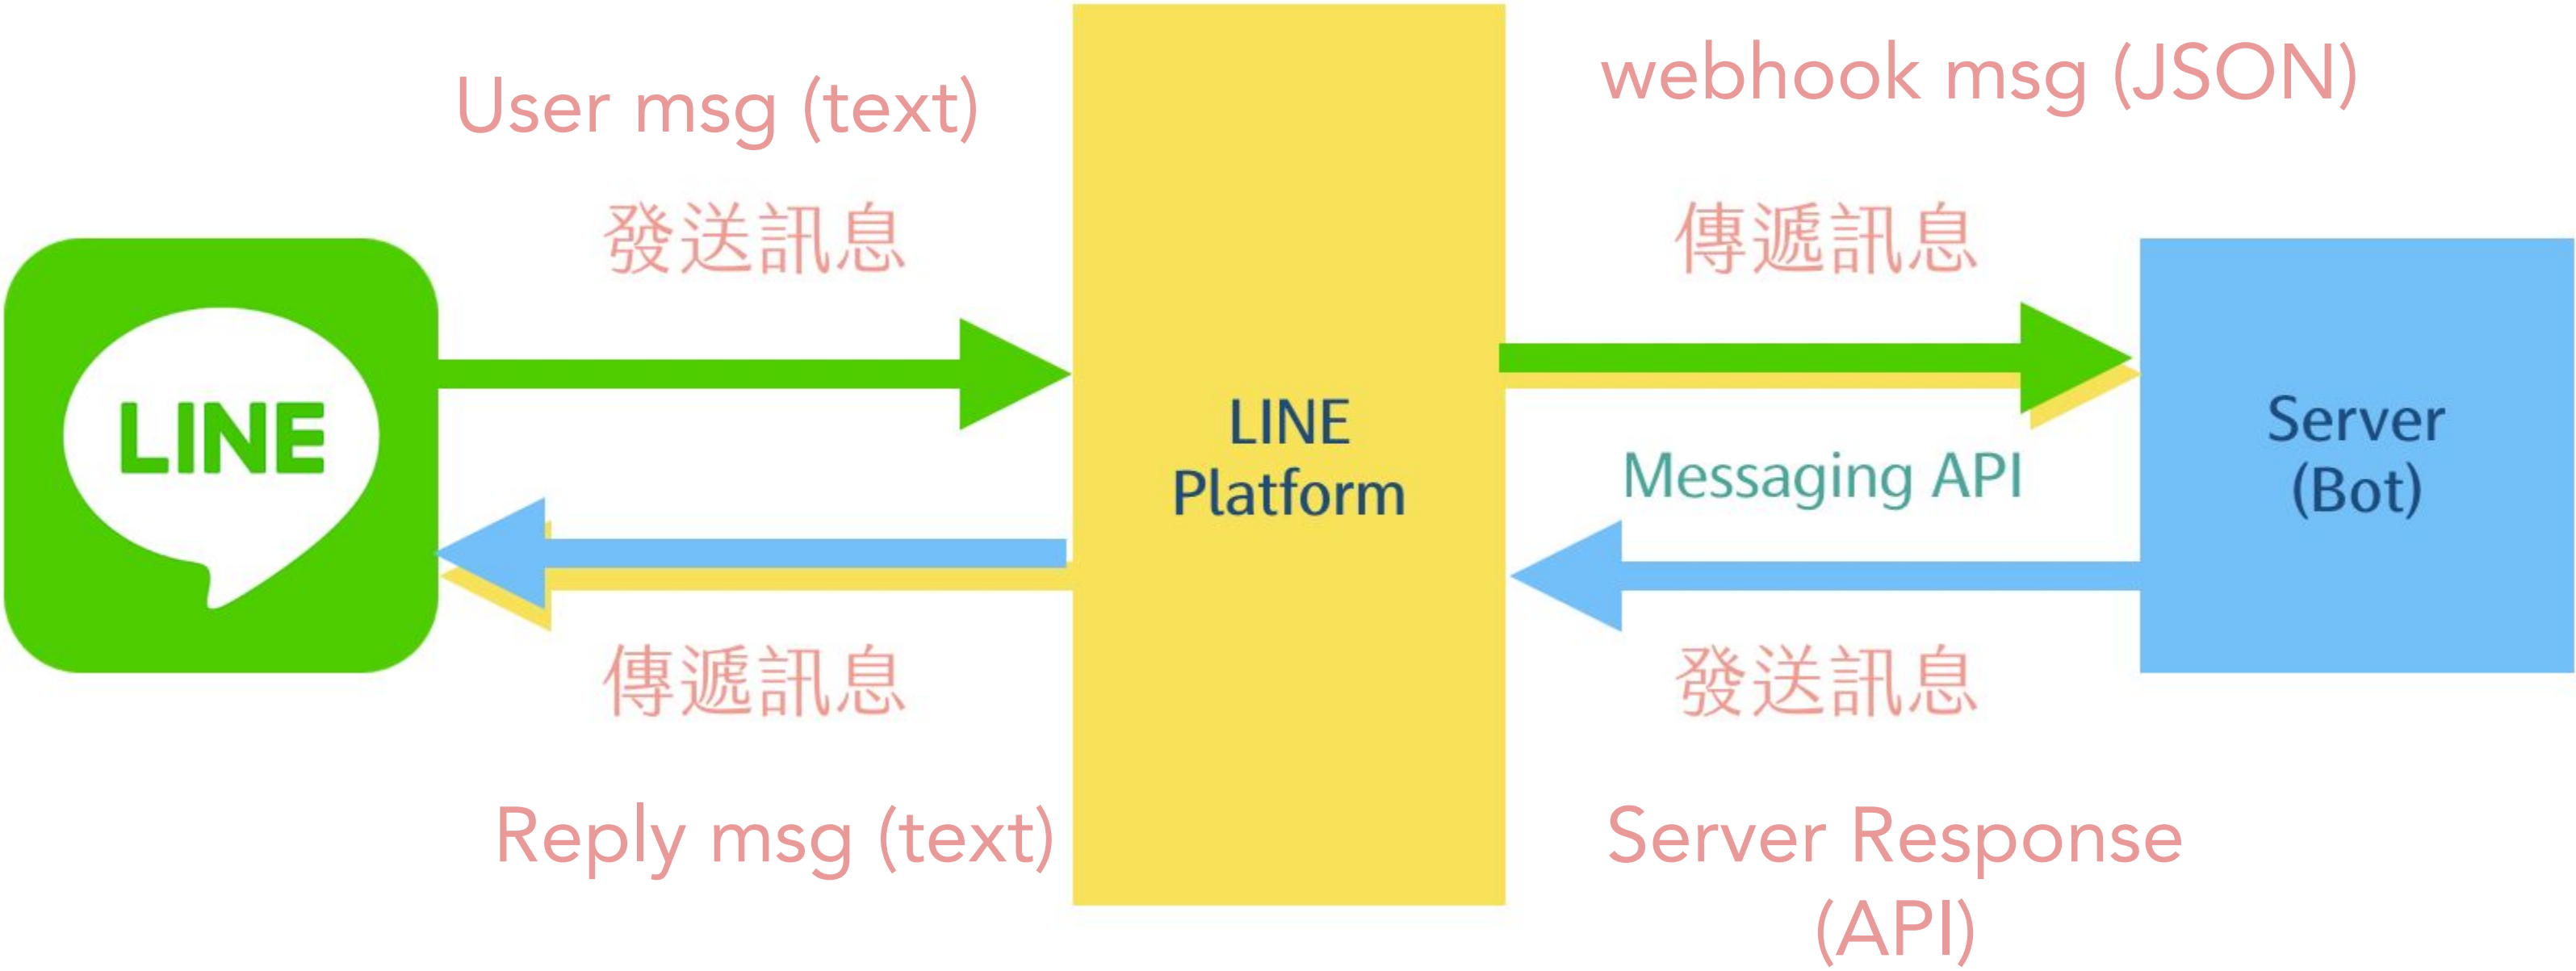 User msg (text)
webhook msg (JSON)
發送訊息
傳遞訊息
LINE
LINE
Platform
Messaging API
Server
(Bot)
傳遞訊息
發送訊息
Reply msg (text)
Server Response
(API)